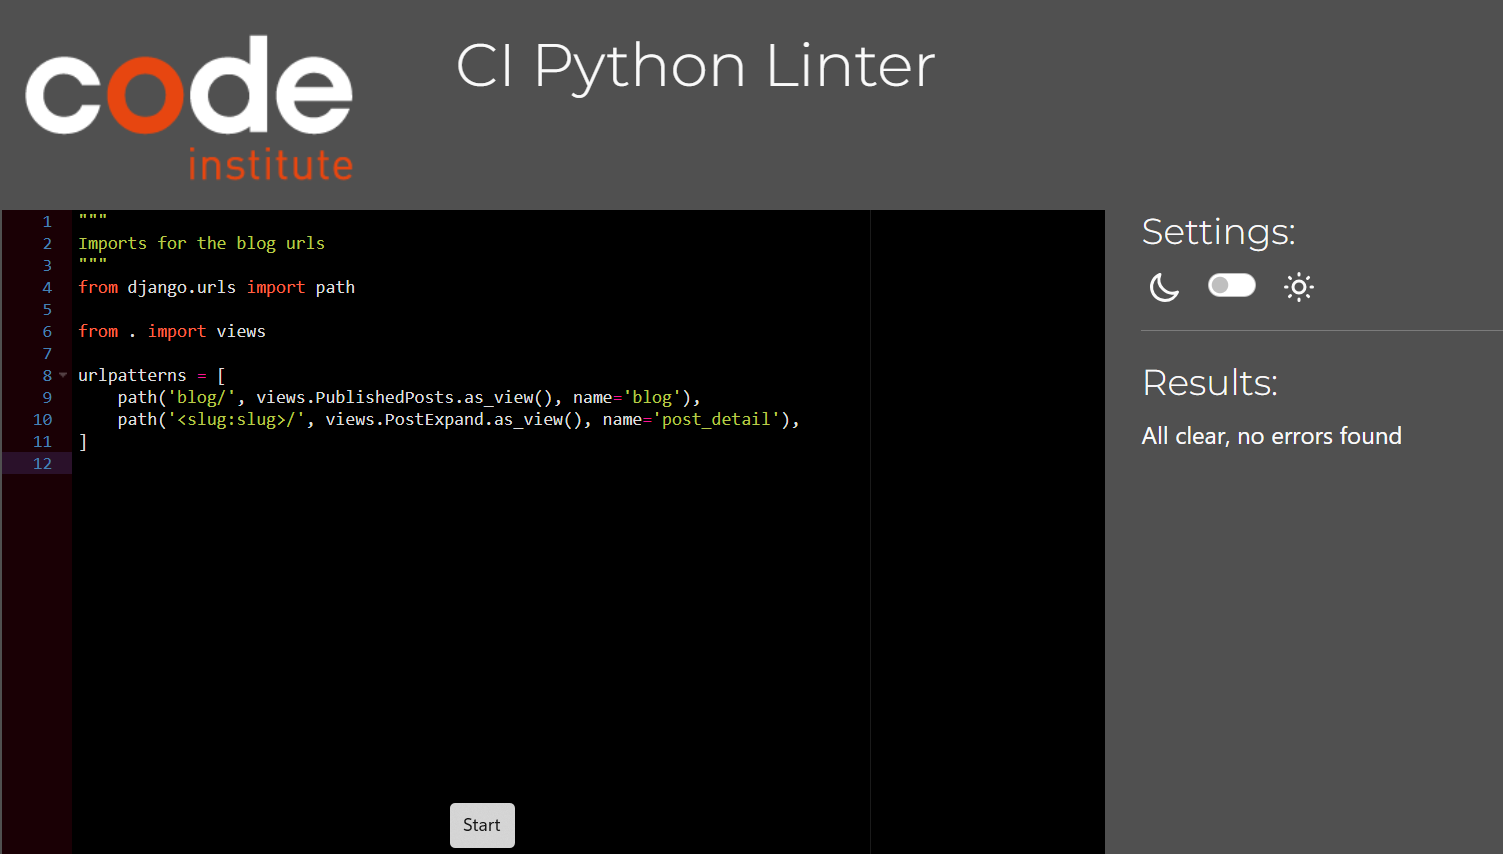 code
institute
CI Python Linter
1 """
2 Imports for the blog urls
3 """
4 from django.urls import path
5
6 from . import views
7
8 urlpatterns = [
9     path('blog/', views.PublishedPosts.as_view(), name='blog'),
10     path('<slug:slug>/', views.PostExpand.as_view(), name='post_detail'),
11 ]
12
Start
Settings:
Results:
All clear, no errors found